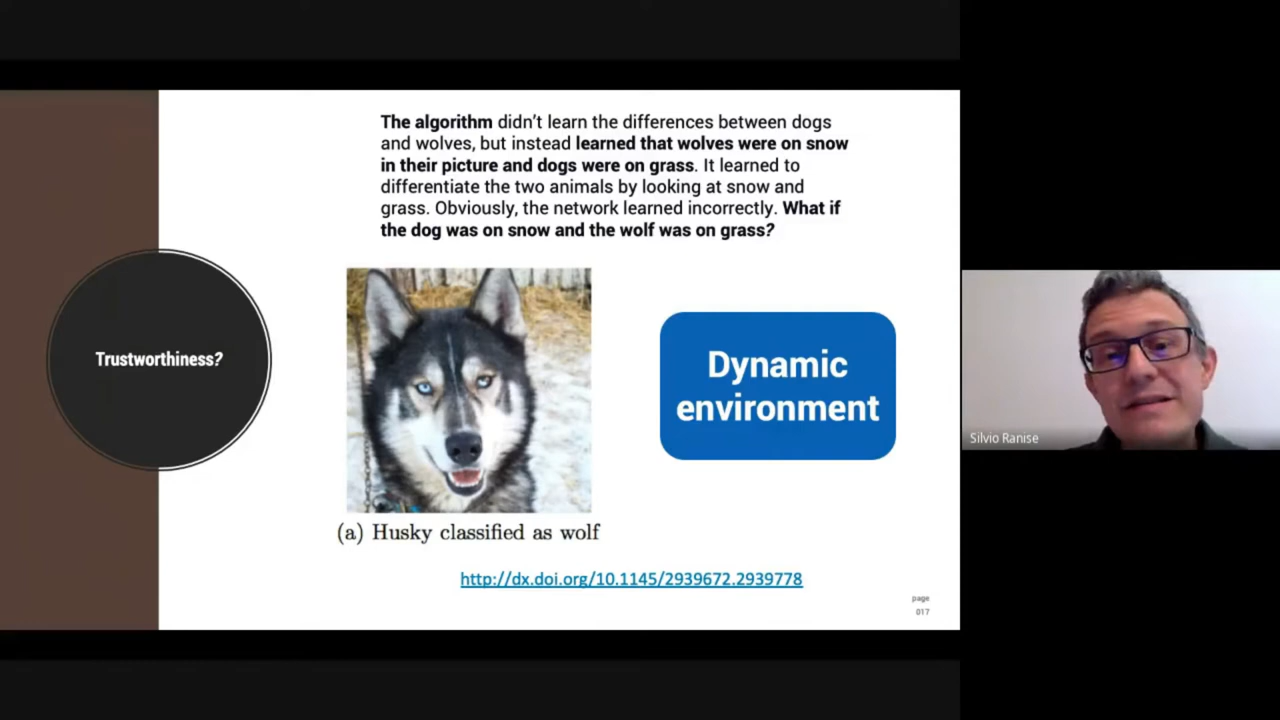 The algorithm didn’t learn the differences between dogs
and wolves, but instead learned that wolves were on snow
in their picture and dogs were on grass. It learned to
differentiate the two animals by looking at snow and
grass. Obviously, the network learned incorrectly. What if
the dog was on snow and the wolf was on grass?
Trustworthiness?
Dynamic
environment
(a) Husky classified as wolf
http://dx.doi.org/10.1145/2939672.2939778
page
017
Silvio Ranise